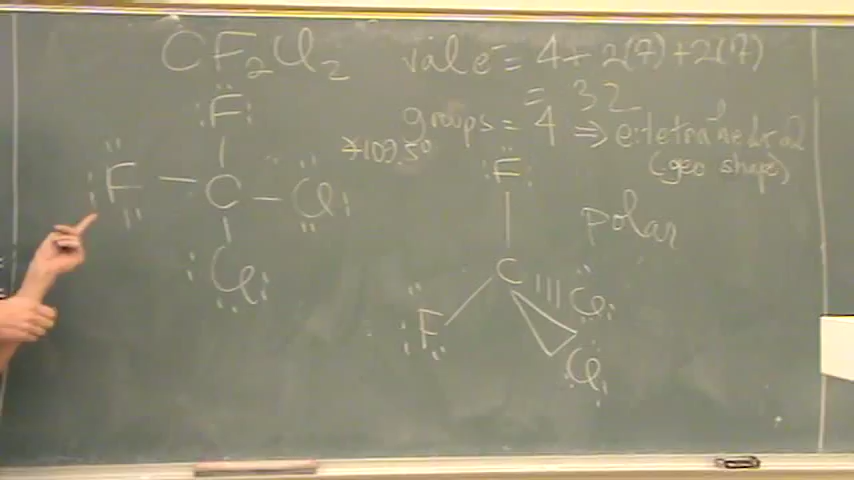 CF₂Cl₂ val e⁻ = 4 + 2(7) + 2(7)
= 32
groups = 4 ⇒ e: tetrahedral
(geo shape)
*109.5°
polar
F
F — C — Cl
Cl
F
C
F Cl
Cl